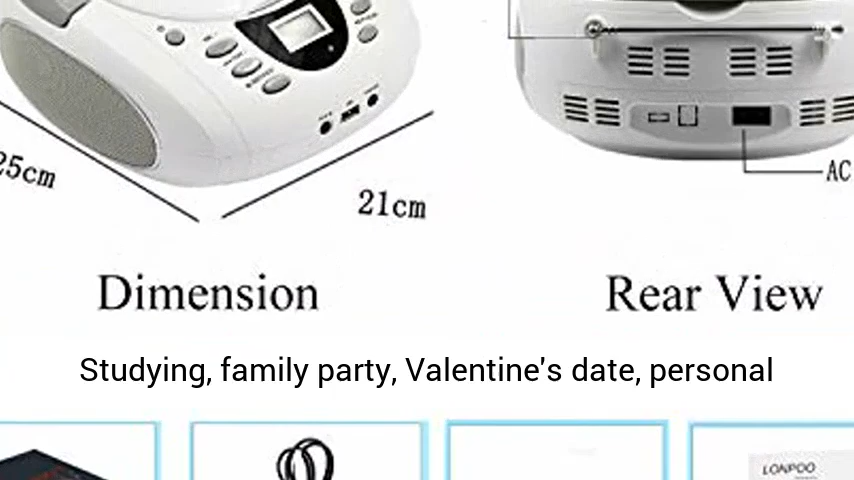 25cm
21cm
AC
Dimension
Rear View
Studying, family party, Valentine's date, personal
LONPOO